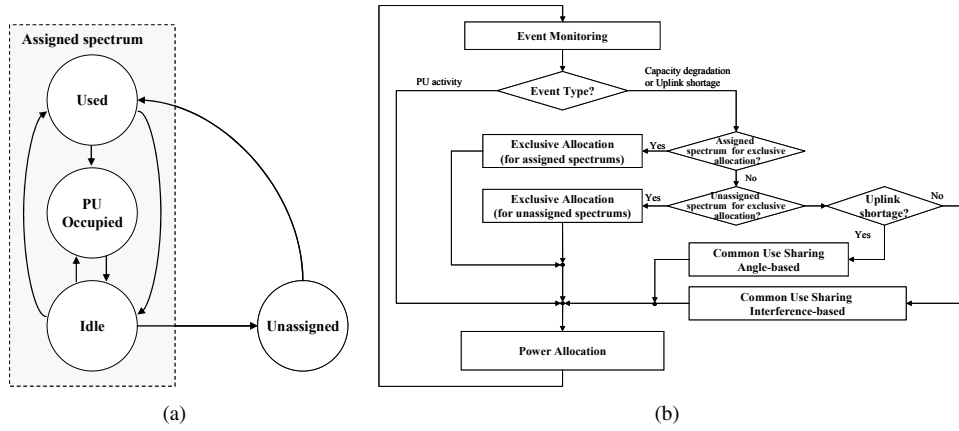 Assigned spectrum
Used
PU
Occupied
Idle
Unassigned
(a)
Event Monitoring
PU activity
Event Type?
Capacity degradation
or Uplink shortage
Exclusive Allocation
(for assigned spectrums)
Yes
Assigned
spectrum for exclusive
allocation?
No
Exclusive Allocation
(for unassigned spectrums)
Yes
Unassigned
spectrum for exclusive
allocation?
Uplink
shortage?
No
Yes
Common Use Sharing
Angle-based
Common Use Sharing
Interference-based
Power Allocation
(b)